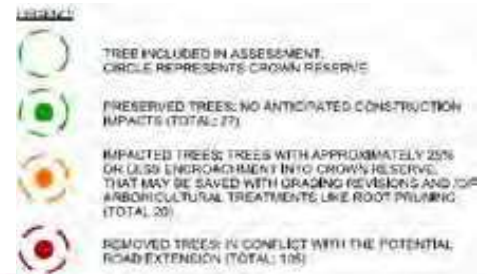 LEGEND
TREE INCLUDED IN ASSESSMENT.
CIRCLE REPRESENTS CROWN RESERVE
PRESERVED TREES: NO ANTICIPATED CONSTRUCTION
IMPACTS (TOTAL: 27)
IMPACTED TREES: TREES WITH APPROXIMATELY 25%
OR LESS ENCROACHMENT INTO CROWN RESERVE,
THAT MAY BE SAVED WITH GRADING REVISIONS AND /OR
ARBORICULTURAL TREATMENTS LIKE ROOT PRUNING
(TOTAL 20)
REMOVED TREES: IN CONFLICT WITH THE POTENTIAL
ROAD EXTENSION (TOTAL: 105)